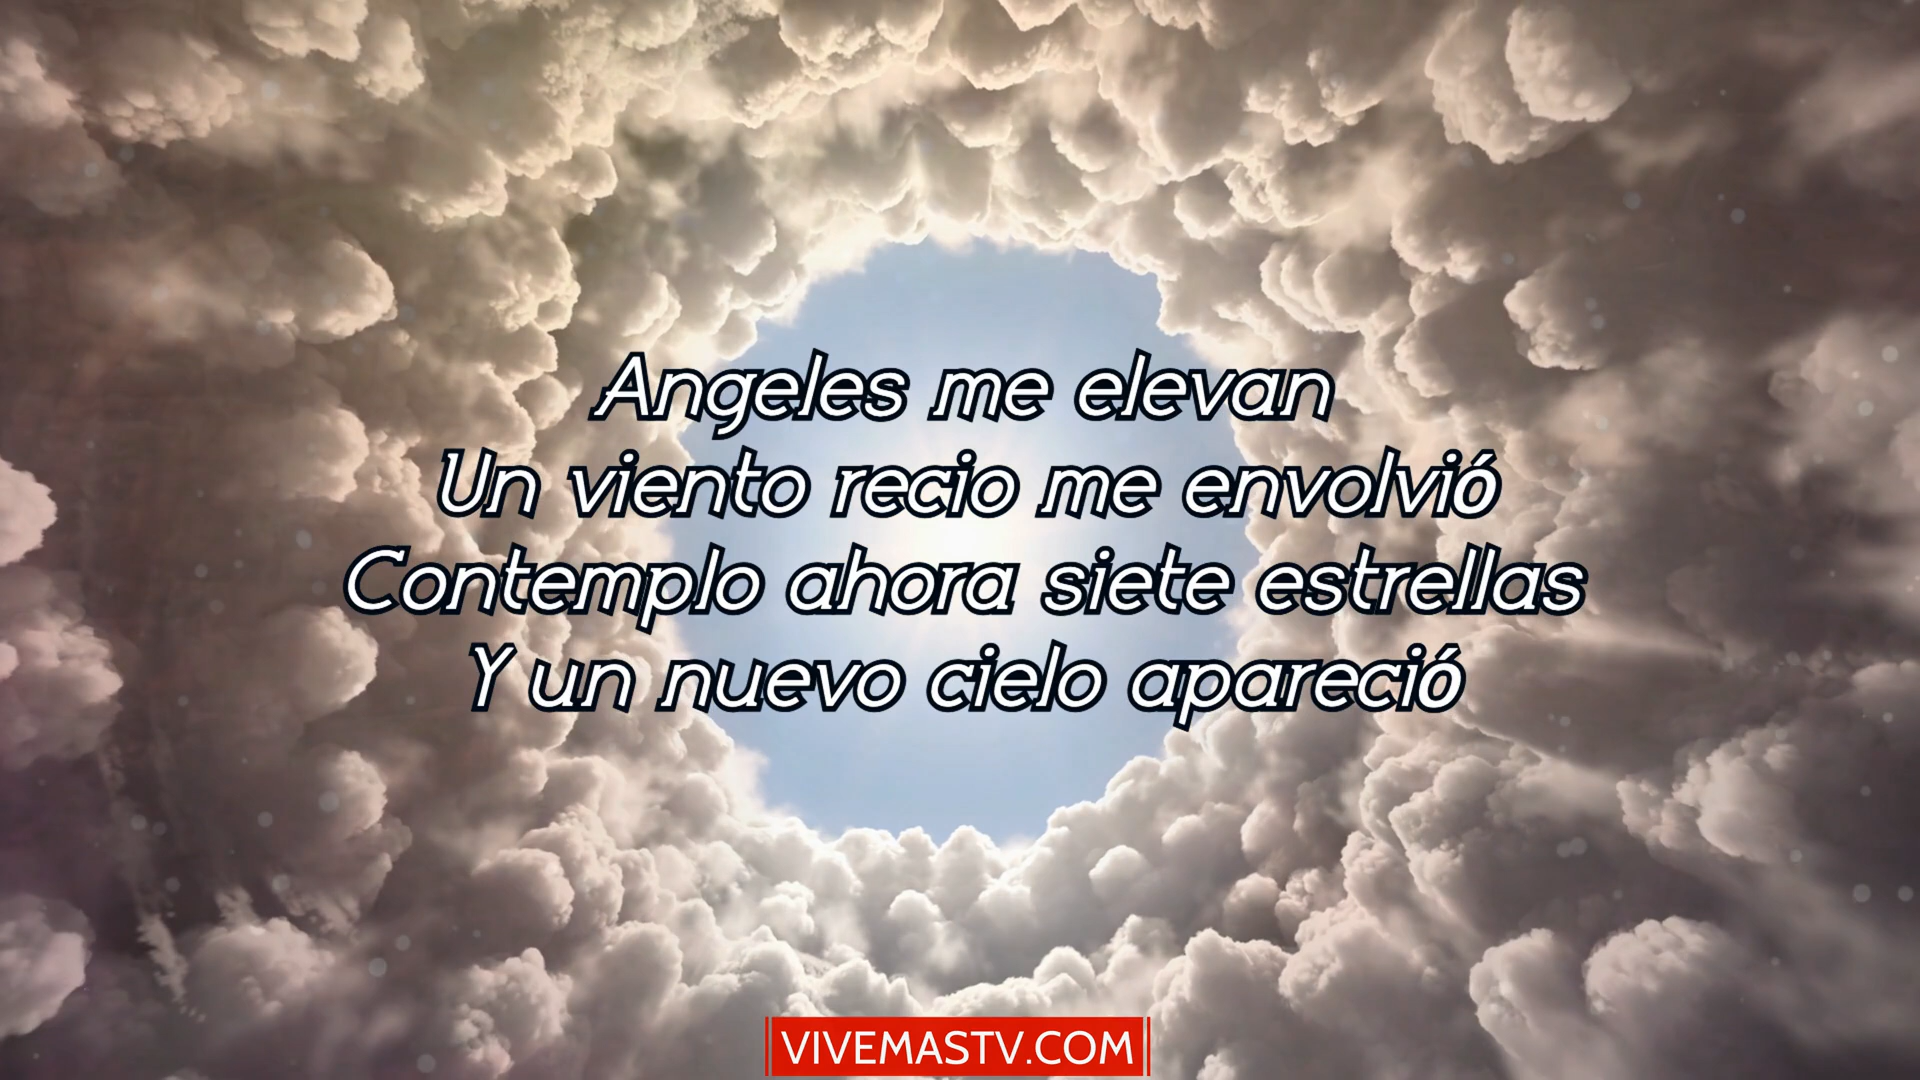 Angeles me elevan
Un viento recio me envolvió
Contemplo ahora siete estrellas
Y un nuevo cielo apareció
VIVEMASTV.COM